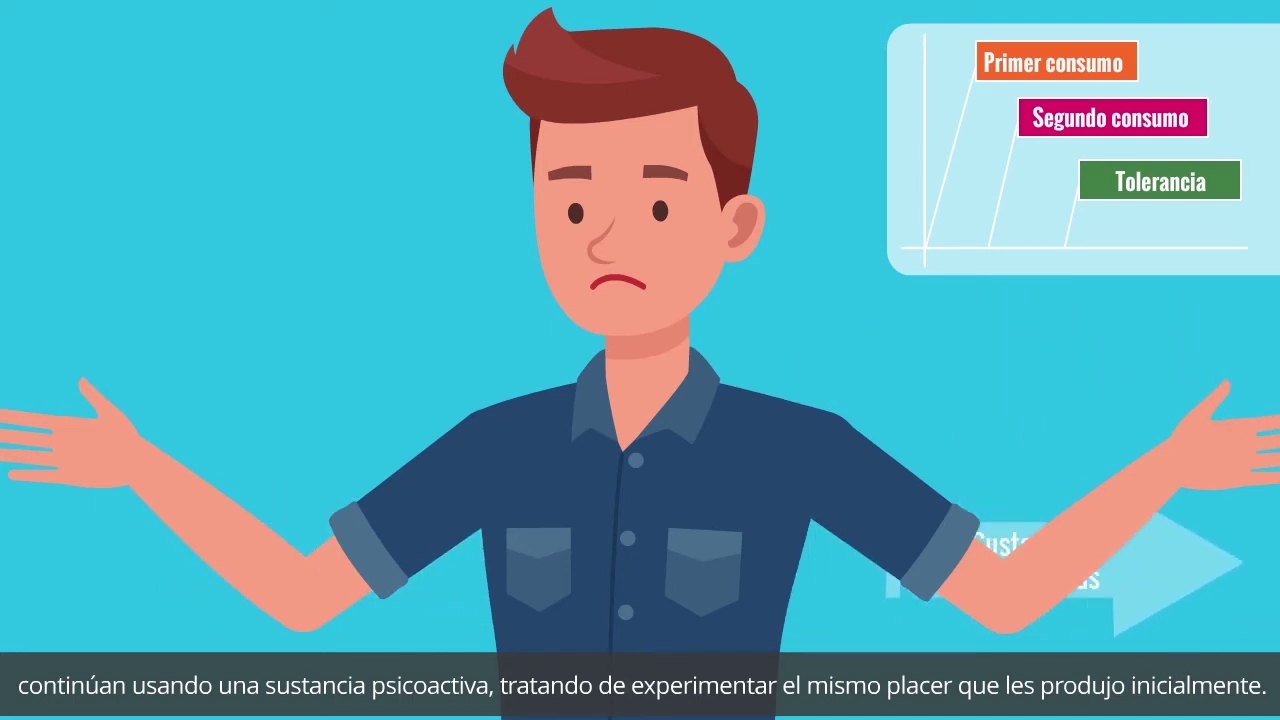 Primer consumo
Segundo consumo
Tolerancia
continúan usando una sustancia psicoactiva, tratando de experimentar el mismo placer que les produjo inicialmente.